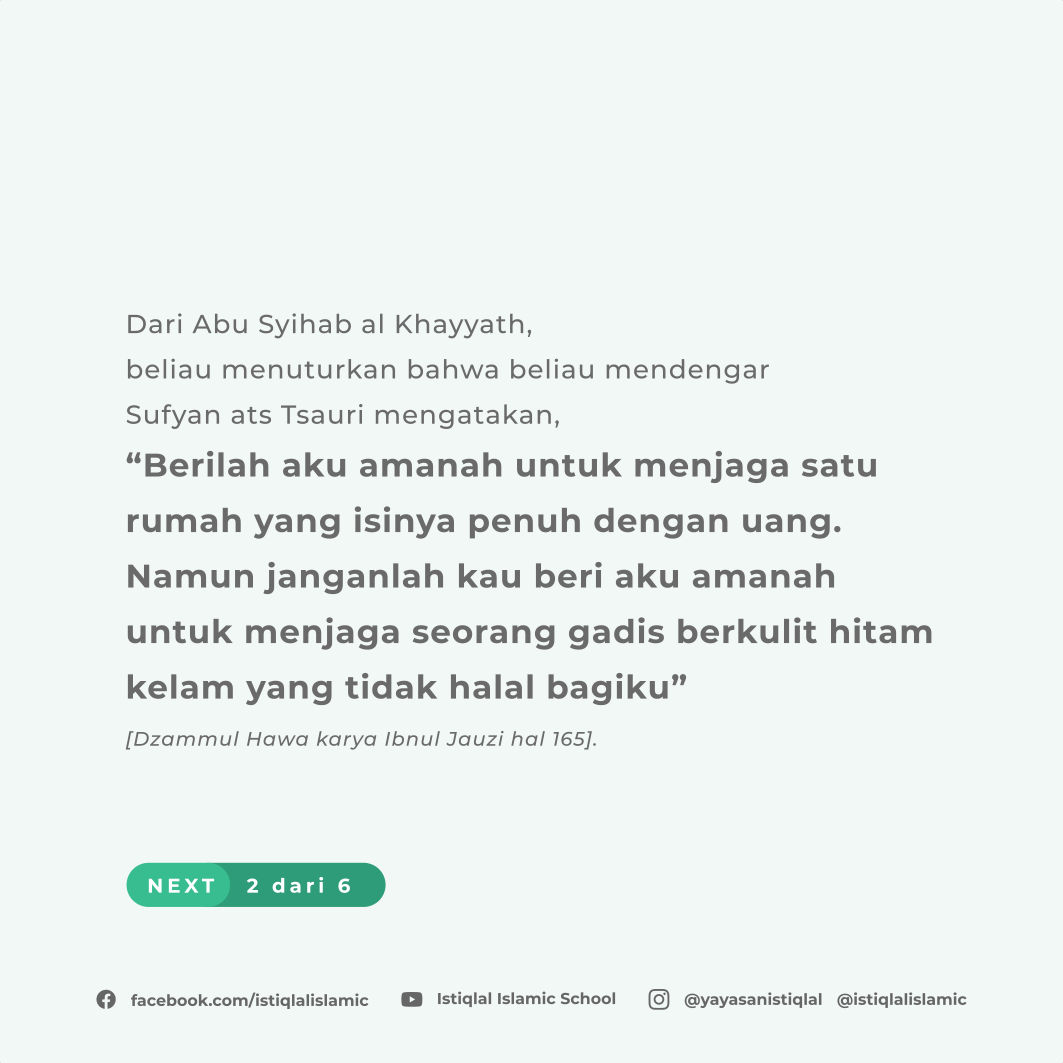 Dari Abu Syihab al Khayyath,
beliau menuturkan bahwa beliau mendengar
Sufyan ats Tsauri mengatakan,
“Berilah aku amanah untuk menjaga satu
rumah yang isinya penuh dengan uang.
Namun janganlah kau beri aku amanah
untuk menjaga seorang gadis berkulit hitam
kelam yang tidak halal bagiku”
[Dzammul Hawa karya Ibnul Jauzi hal 165].
NEXT 2 dari 6
facebook.com/istiqlalislamic Istiqlal Islamic School @yayasanistiqlal @istiqlalislamic